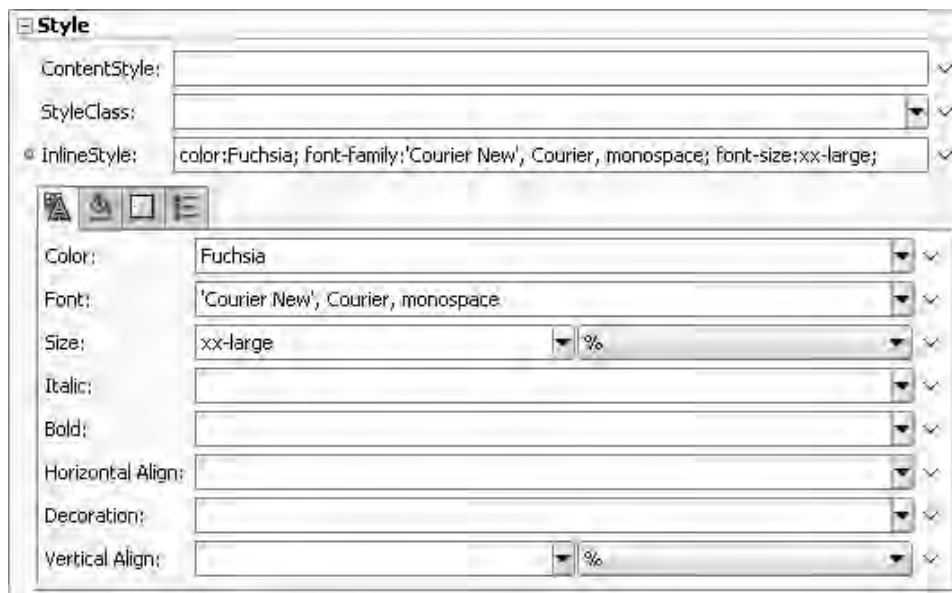 Style
ContentStyle:
StyleClass:
InlineStyle: color:Fuchsia; font-family:'Courier New', Courier, monospace; font-size:xx-large;
Color: Fuchsia
Font: 'Courier New', Courier, monospace
Size: xx-large %
Italic:
Bold:
Horizontal Align:
Decoration:
Vertical Align: %